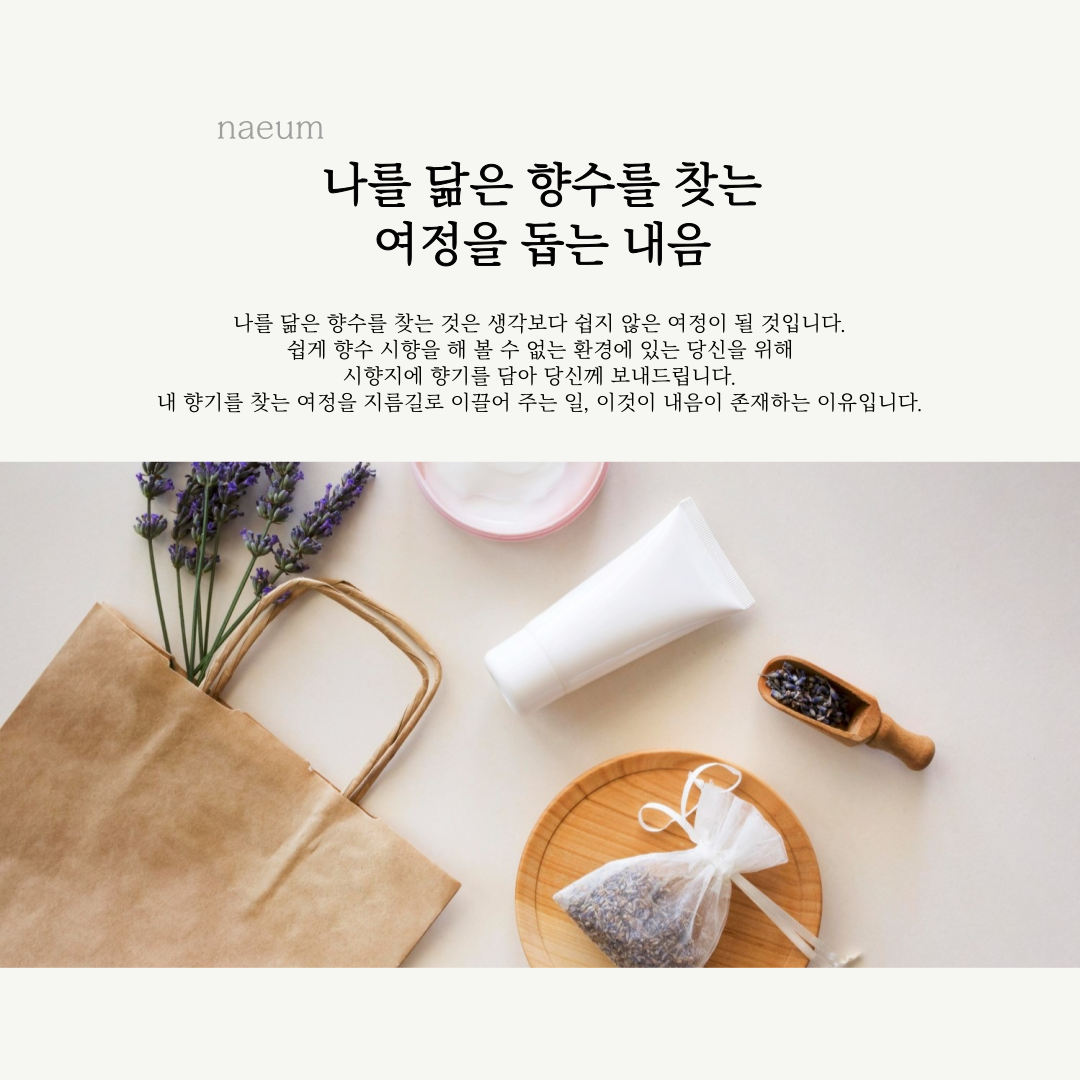 naeum
나를 닮은 향수를 찾는
여정을 돕는 내음
나를 닮은 향수를 찾는 것은 생각보다 쉽지 않은 여정이 될 것입니다.
쉽게 향수 시향을 해 볼 수 없는 환경에 있는 당신을 위해
시향지에 향기를 담아 당신께 보내드립니다.
내 향기를 찾는 여정을 지름길로 이끌어 주는 일, 이것이 내음이 존재하는 이유입니다.